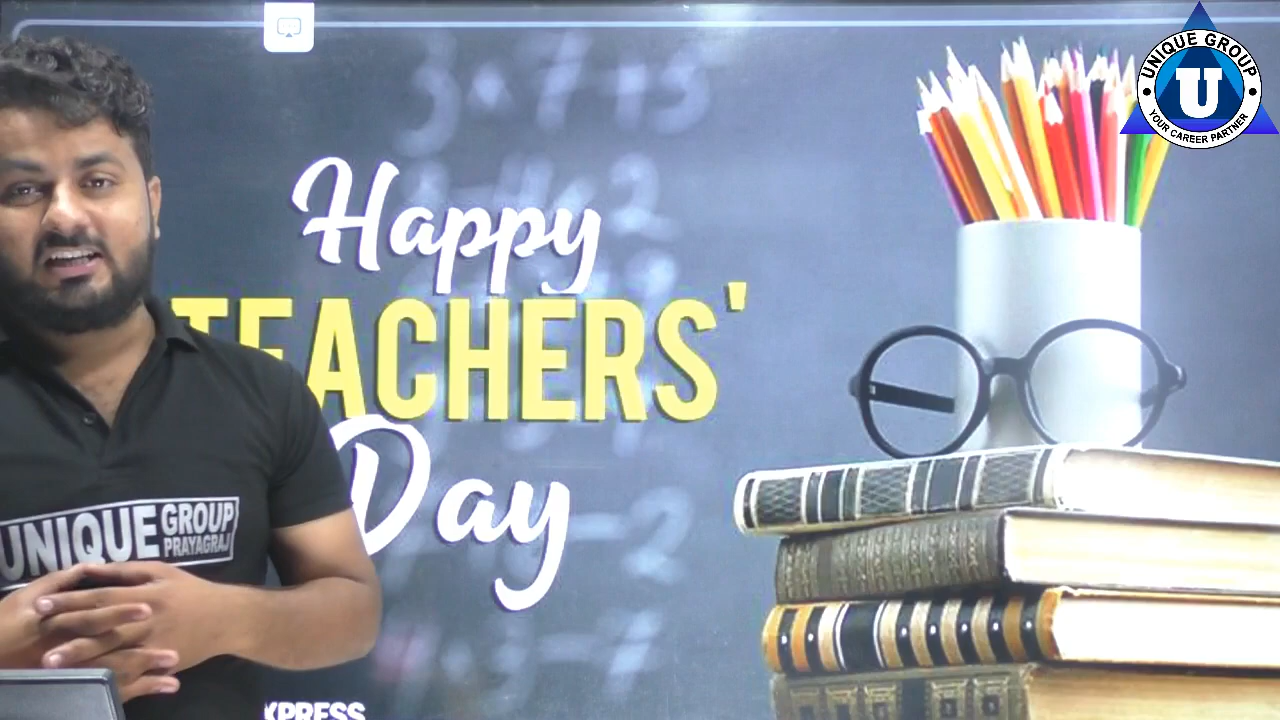 UNIQUE GROUP
U
YOUR CAREER PARTNER
Happy
TEACHERS'
Day
UNIQUE GROUP
PRAYAGRAJ
XPRESS